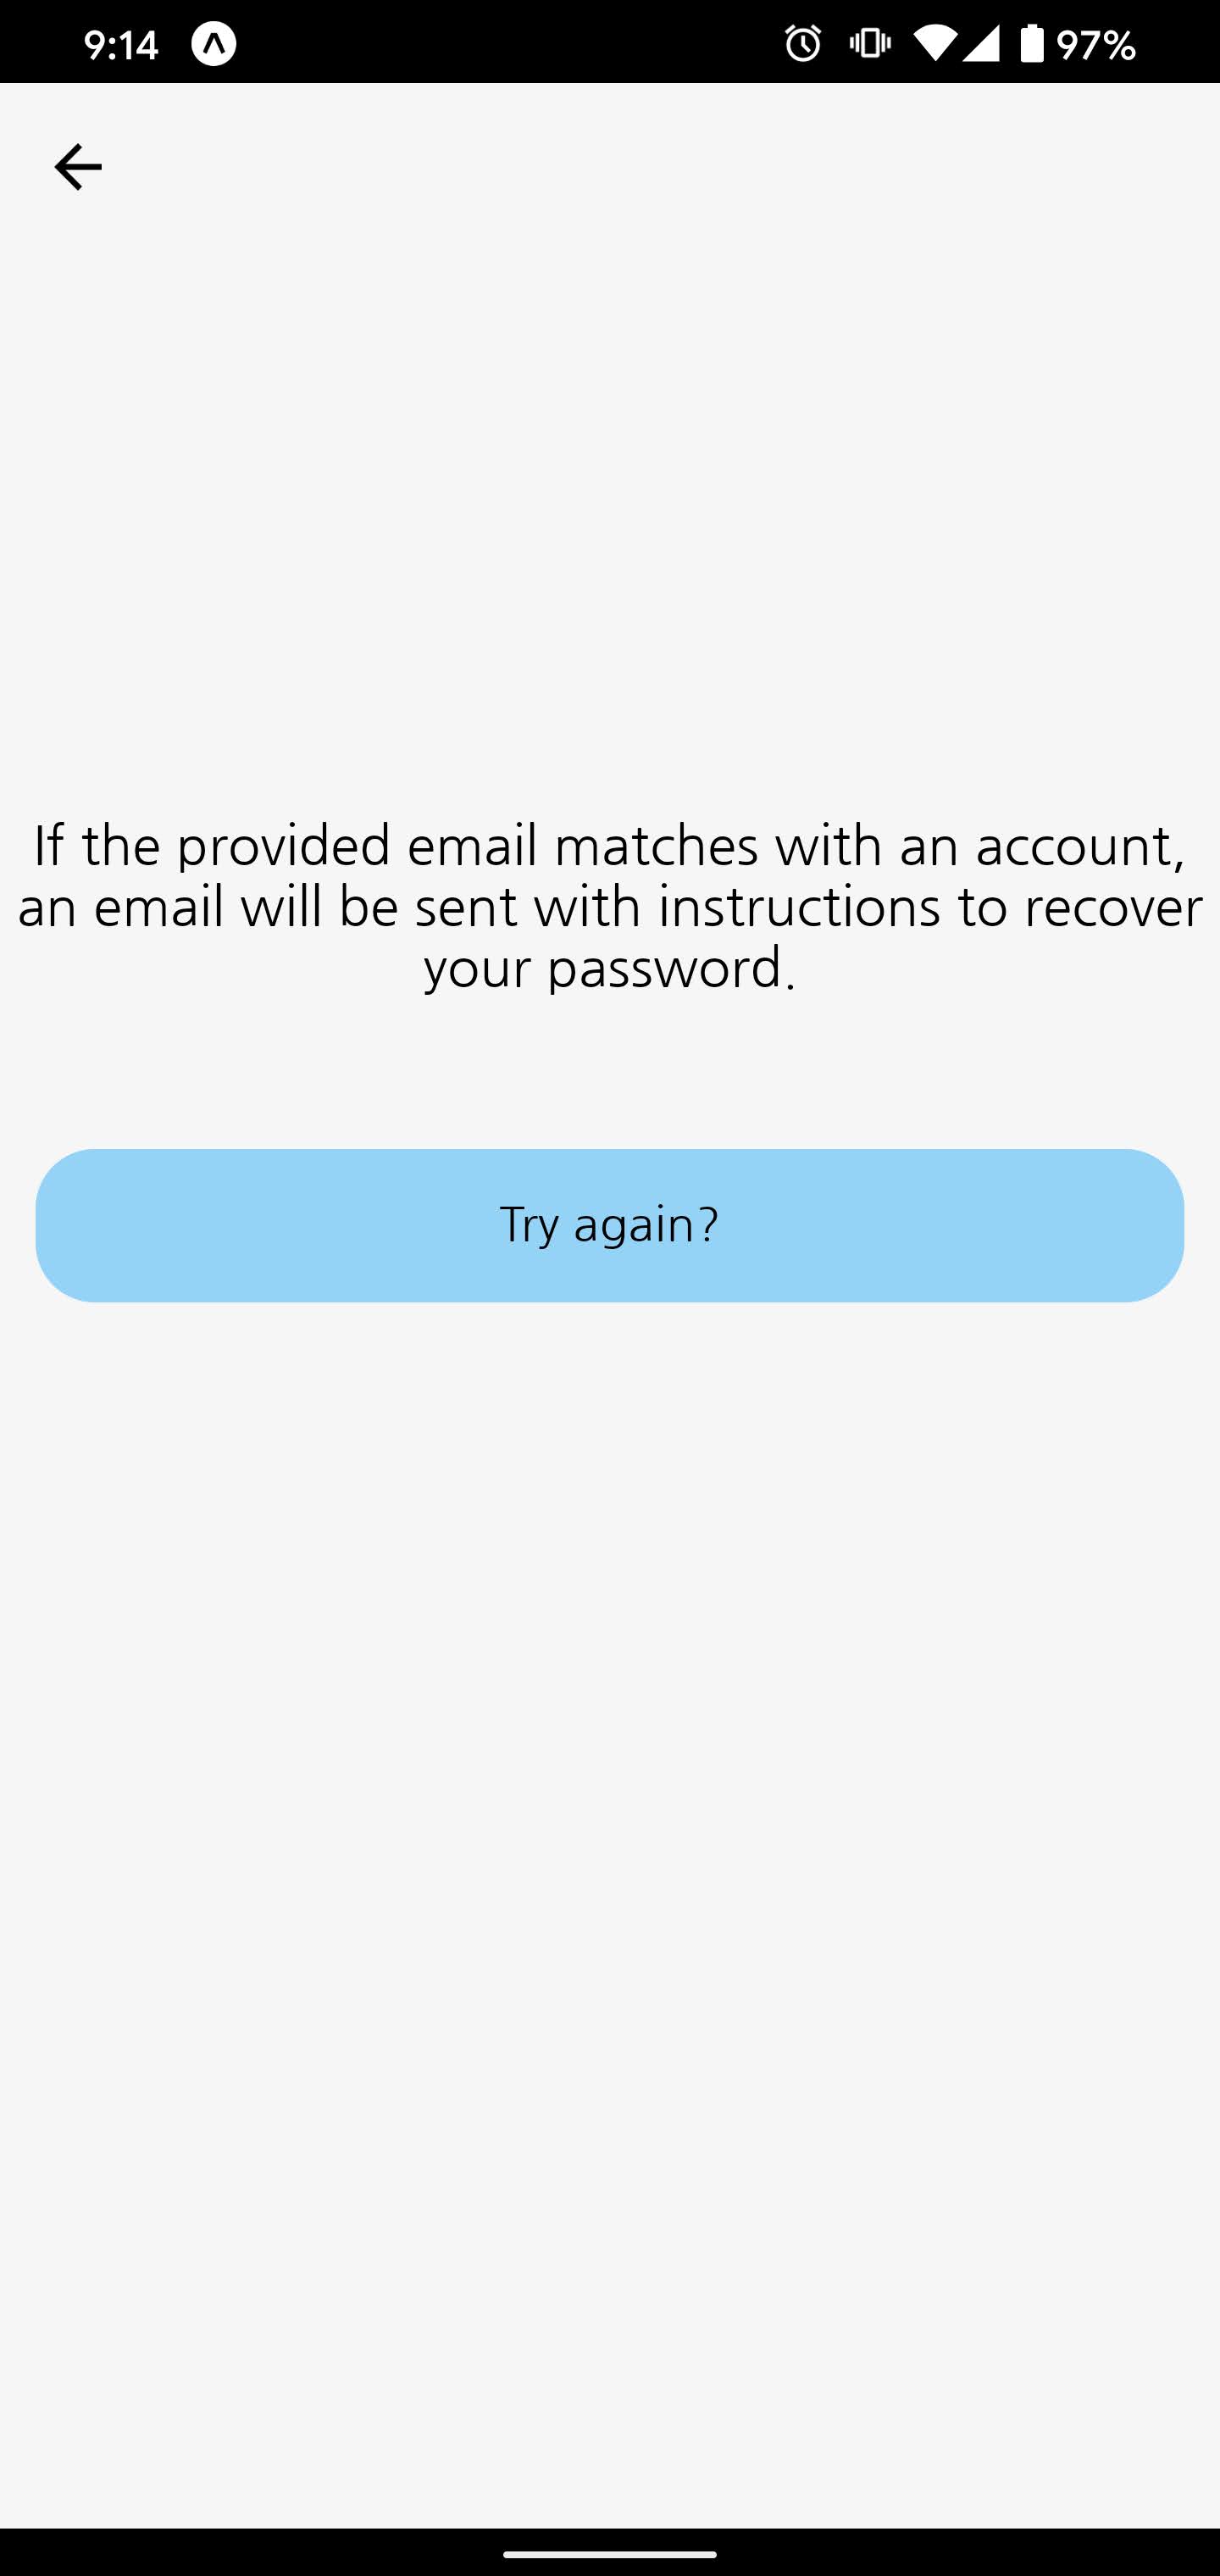 9:14
97%
If the provided email matches with an account,
an email will be sent with instructions to recover
your password.
Try again?